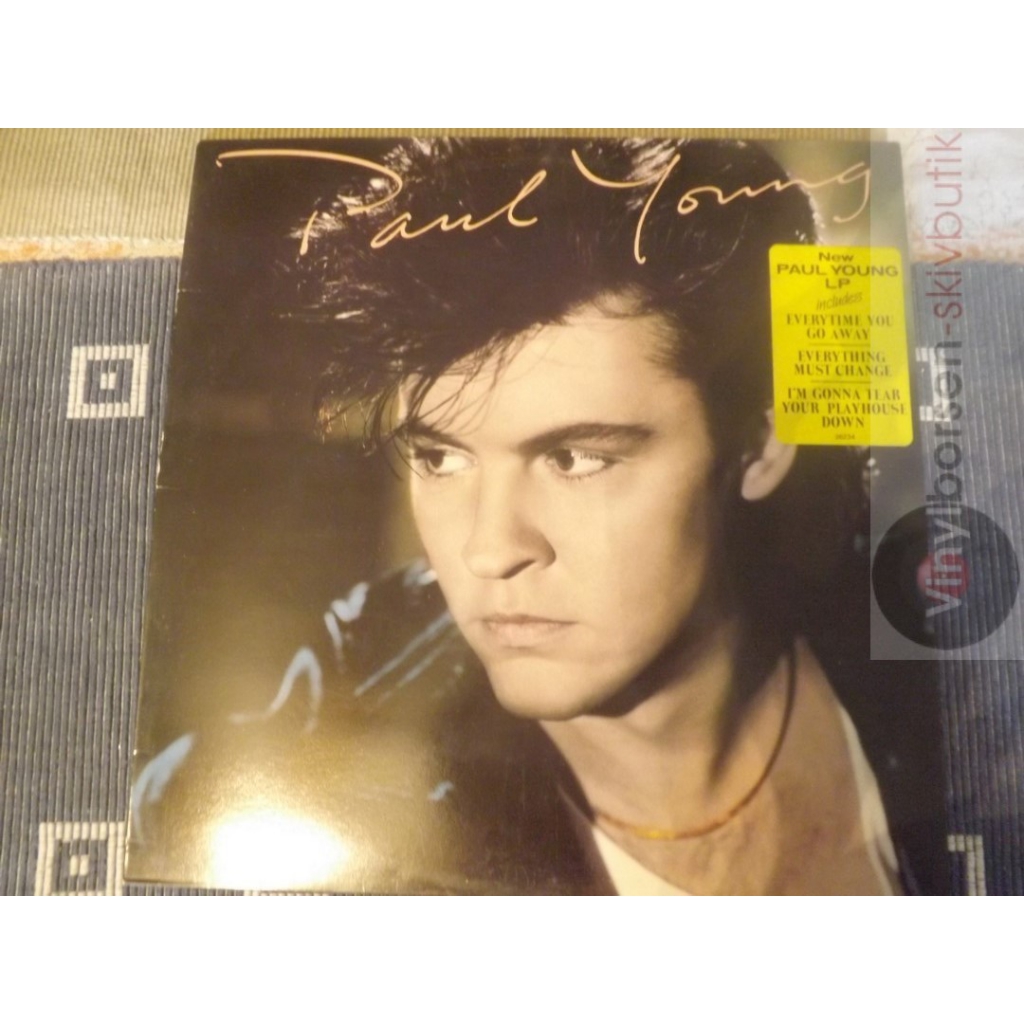 Paul Young
New
PAUL YOUNG
LP
includes
EVERYTIME YOU
GO AWAY
EVERYTHING
MUST CHANGE
I'M GONNA TEAR
YOUR PLAYHOUSE
DOWN
vinylborsen-skivbutik